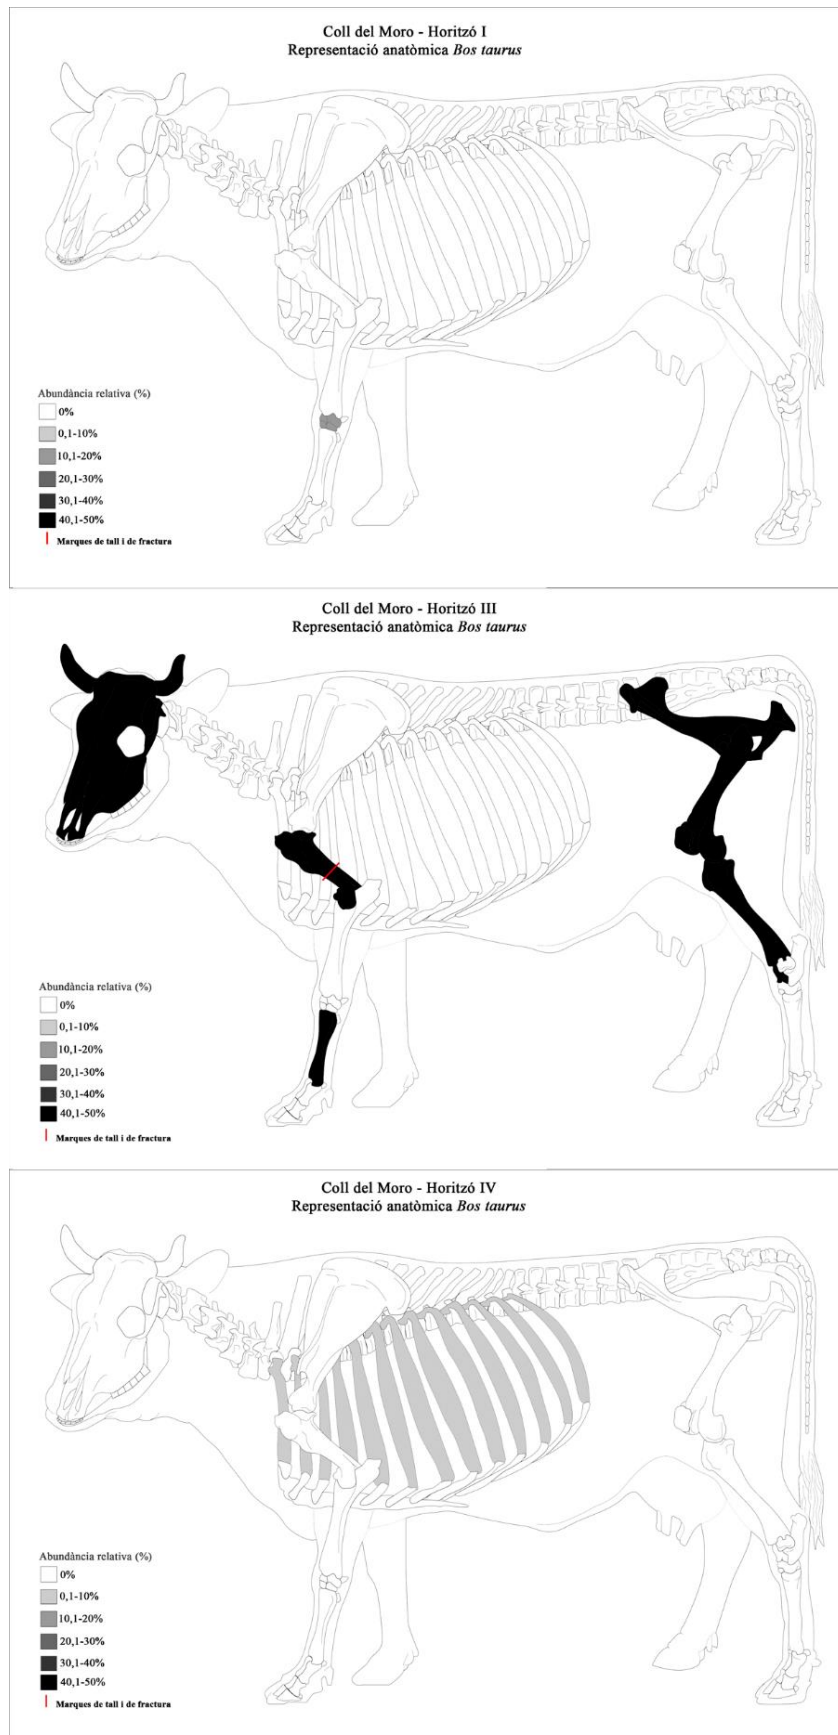 Coll del Moro - Horitzó I
Representació anatòmica Bos taurus
Abundància relativa (%)
0%
0,1-10%
10,1-20%
20,1-30%
30,1-40%
40,1-50%
Marques de tall i de fractura
Coll del Moro - Horitzó III
Representació anatòmica Bos taurus
Abundància relativa (%)
0%
0,1-10%
10,1-20%
20,1-30%
30,1-40%
40,1-50%
Marques de tall i de fractura
Coll del Moro - Horitzó IV
Representació anatòmica Bos taurus
Abundància relativa (%)
0%
0,1-10%
10,1-20%
20,1-30%
30,1-40%
40,1-50%
Marques de tall i de fractura